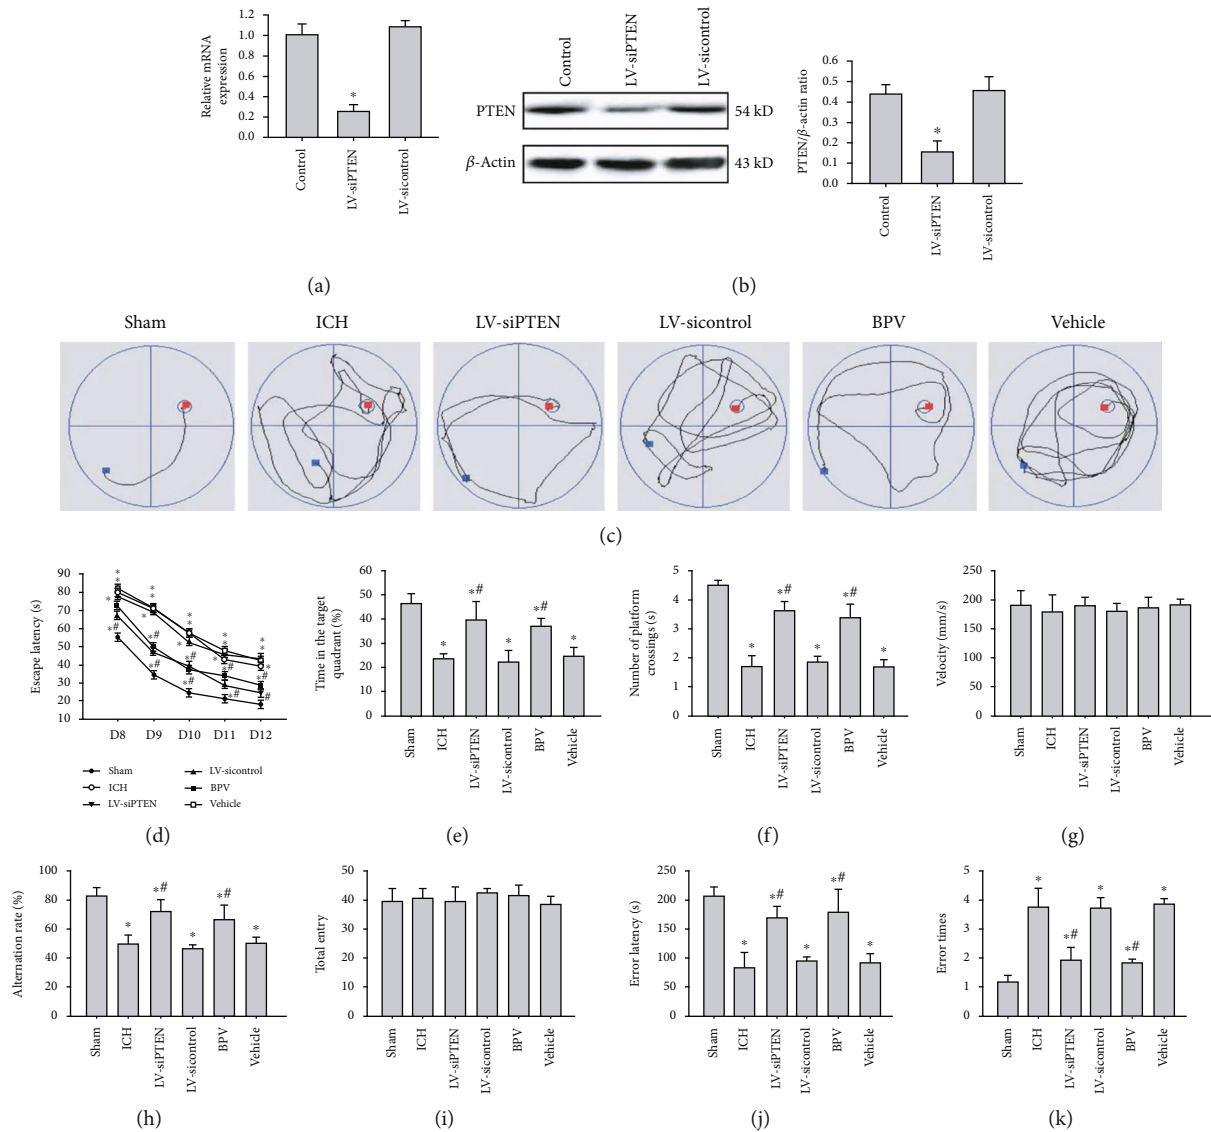 Relative mRNA
expression
1.2
1.0
0.8
0.6
0.4
0.2
0.0
*
Control
LV-siPTEN
LV-sicontrol
(a)
Control
LV-siPTEN
LV-sicontrol
PTEN
54 kD
β-Actin
43 kD
PTEN/β-actin ratio
0.6
0.5
0.4
0.3
0.2
0.1
0.0
*
Control
LV-siPTEN
LV-sicontrol
(b)
Sham
ICH
LV-siPTEN
LV-sicontrol
BPV
Vehicle
(c)
Escape latency (s)
90
80
70
60
50
40
30
20
10
* * * * * * * * * *
* * * * *
*# *# *# *# *#
*# *# *# *#
D8 D9 D10 D11 D12
Sham
ICH
LV-siPTEN
LV-sicontrol
BPV
Vehicle
(d)
Time in the target
quadrant (%)
60
50
40
30
20
10
0
* *# * *# *
Sham
ICH
LV-siPTEN
LV-sicontrol
BPV
Vehicle
(e)
Number of platform
crossings (s)
5
4
3
2
1
0
* *# * *# *
Sham
ICH
LV-siPTEN
LV-sicontrol
BPV
Vehicle
(f)
Velocity (mm/s)
250
200
150
100
50
0
Sham
ICH
LV-siPTEN
LV-sicontrol
BPV
Vehicle
(g)
Alternation rate (%)
100
80
60
40
20
0
* *# * *# *
Sham
ICH
LV-siPTEN
LV-sicontrol
BPV
Vehicle
(h)
Total entry
50
40
30
20
10
0
Sham
ICH
LV-siPTEN
LV-sicontrol
BPV
Vehicle
(i)
Error latency (s)
250
200
150
100
50
0
* *# * *# *
Sham
ICH
LV-siPTEN
LV-sicontrol
BPV
Vehicle
(j)
Error times
5
4
3
2
1
0
* *# * *# *
Sham
ICH
LV-siPTEN
LV-sicontrol
BPV
Vehicle
(k)